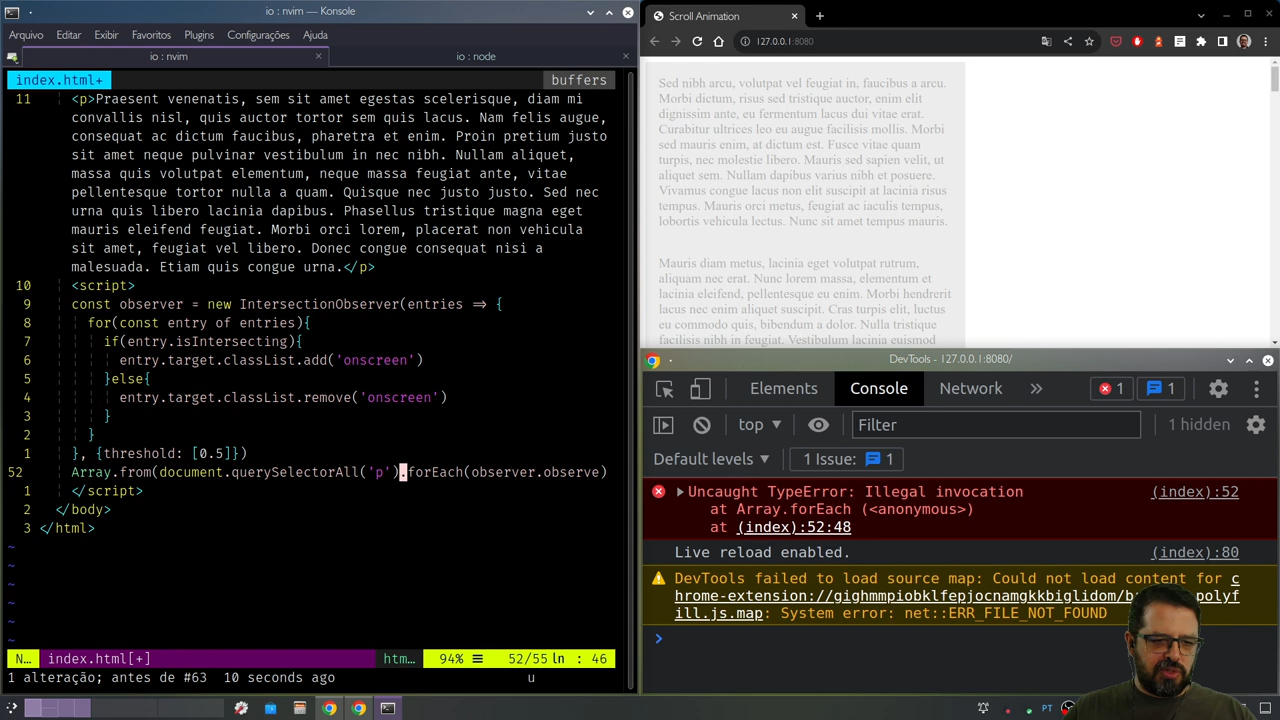 io : nvim — Konsole
Arquivo Editar Exibir Favoritos Plugins Configurações Ajuda
io : nvim
io : node
index.html+
buffers
11 <p>Praesent venenatis, sem sit amet egestas scelerisque, diam mi
convallis nisl, quis auctor tortor sem quis lacus. Nam felis augue,
consequat ac dictum faucibus, pharetra et enim. Proin pretium justo
sit amet neque pulvinar vestibulum in nec nibh. Nullam aliquet,
massa quis volutpat elementum, neque massa feugiat ante, vitae
pellentesque tortor nulla a quam. Quisque nec justo justo. Sed nec
urna quis libero lacinia dapibus. Phasellus tristique magna eget
mauris eleifend feugiat. Morbi orci lorem, placerat non vehicula
sit amet, feugiat vel libero. Donec congue consequat nisi a
malesuada. Etiam quis congue urna.</p>
10 <script>
9 const observer = new IntersectionObserver(entries => {
8 for(const entry of entries){
7 if(entry.isIntersecting){
6 entry.target.classList.add('onscreen')
5 }else{
4 entry.target.classList.remove('onscreen')
3 }
2 }
1 }, {threshold: [0.5]})
52 Array.from(document.querySelectorAll('p').forEach(observer.observe)
1 </script>
2 </body>
3 </html>
~
~
~
~
~
~
N… index.html[+] htm… 94% 52/55 ln : 46
1 alteração; antes de #63 10 seconds ago u
Scroll Animation
127.0.0.1:8080
Sed nibh arcu, volutpat vel feugiat in, faucibus a arcu.
Morbi dictum, risus sed tristique auctor, enim elit
dignissim ante, eu fermentum lacus dui vitae erat.
Curabitur ultrices leo eu augue facilisis mollis. Morbi
sed mauris enim, at dictum est. Fusce vitae quam
turpis, nec molestie libero. Mauris sed sapien velit, ut
aliquet sem. Nullam dapibus varius nibh et posuere.
Vivamus congue lacus non elit suscipit at lacinia risus
tempus. Mauris orci metus, feugiat ac iaculis tempus,
lobortis vehicula lectus. Nunc sit amet tempus mauris.
Mauris diam metus, lacinia eget volutpat rutrum,
aliquam nec erat. Nunc lorem massa, elementum et
lacinia eleifend, pellentesque eu enim. Morbi hendrerit
lacus nec enim ornare lobortis. Cras turpis lorem,
eu commodo quis, bibendum a dolor. Nulla tristique
facilisis nibh in feugiat. Vestibulum iaculis euismod
DevTools - 127.0.0.1:8080/
Elements Console Network » 1 1
top Filter 1 hidden
Default levels 1 Issue: 1
Uncaught TypeError: Illegal invocation (index):52
at Array.forEach (<anonymous>)
at (index):52:48
Live reload enabled. (index):80
DevTools failed to load source map: Could not load content for c
hrome-extension://gighmmpiobklfepjocnamgkkbiglidom/
ill.js.map: System error: net::ERR_FILE_NOT_FOUND
PT